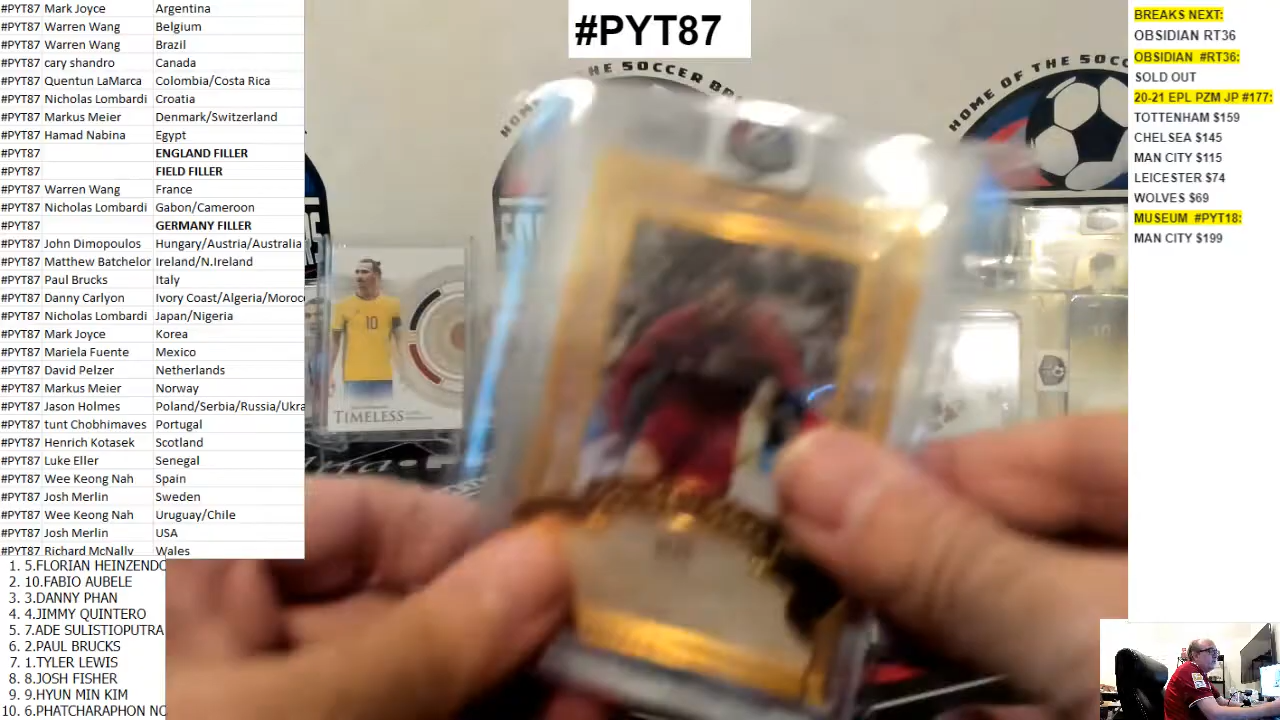 #PYT87 Mark Joyce Argentina
#PYT87 Warren Wang Belgium
#PYT87 Warren Wang Brazil
#PYT87 cary shandro Canada
#PYT87 Quentun LaMarca Colombia/Costa Rica
#PYT87 Nicholas Lombardi Croatia
#PYT87 Markus Meier Denmark/Switzerland
#PYT87 Hamad Nabina Egypt
#PYT87 ENGLAND FILLER
#PYT87 FIELD FILLER
#PYT87 Warren Wang France
#PYT87 Nicholas Lombardi Gabon/Cameroon
#PYT87 GERMANY FILLER
#PYT87 John Dimopoulos Hungary/Austria/Australia
#PYT87 Matthew Batchelor Ireland/N.Ireland
#PYT87 Paul Brucks Italy
#PYT87 Danny Carlyon Ivory Coast/Algeria/Moroc
#PYT87 Nicholas Lombardi Japan/Nigeria
#PYT87 Mark Joyce Korea
#PYT87 Mariela Fuente Mexico
#PYT87 David Pelzer Netherlands
#PYT87 Markus Meier Norway
#PYT87 Jason Holmes Poland/Serbia/Russia/Ukra
#PYT87 tunt Chobhimaves Portugal
#PYT87 Henrich Kotasek Scotland
#PYT87 Luke Eller Senegal
#PYT87 Wee Keong Nah Spain
#PYT87 Josh Merlin Sweden
#PYT87 Wee Keong Nah Uruguay/Chile
#PYT87 Josh Merlin USA
#PYT87 Richard McNally Wales
1. 5.FLORIAN HEINZENDO
2. 10.FABIO AUBELE
3. 3.DANNY PHAN
4. 4.JIMMY QUINTERO
5. 7.ADE SULISTIOPUTRA
6. 2.PAUL BRUCKS
7. 1.TYLER LEWIS
8. 8.JOSH FISHER
9. 9.HYUN MIN KIM
10. 6.PHATCHARAPHON NO
#PYT87
HE SOCCER BR
HOME OF THE SOC
10
TIMELESS
BREAKS NEXT:
OBSIDIAN RT36
OBSIDIAN #RT36:
SOLD OUT
20-21 EPL PZM JP #177:
TOTTENHAM $159
CHELSEA $145
MAN CITY $115
LEICESTER $74
WOLVES $69
MUSEUM #PYT18:
MAN CITY $199